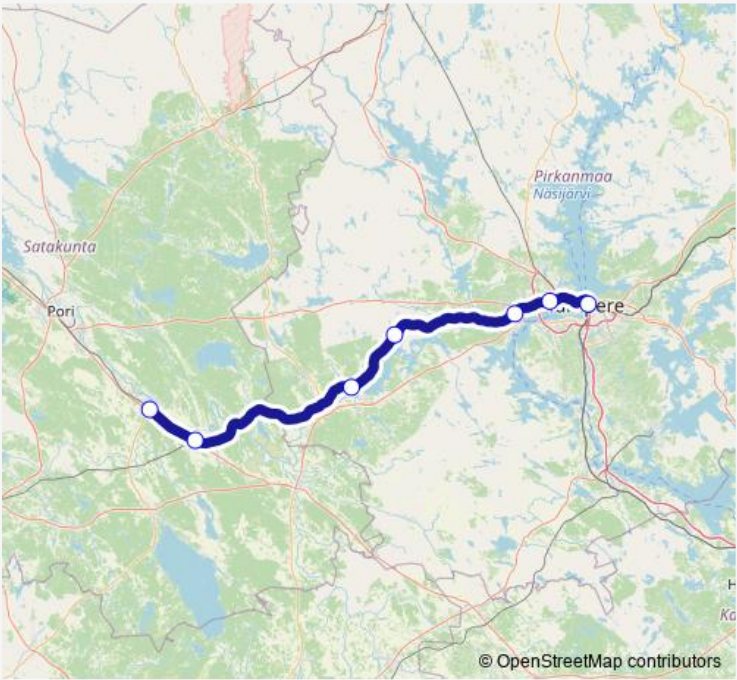 Pirkanmaa
Näsijärvi
Satakunta
Pori
© OpenStreetMap contributors